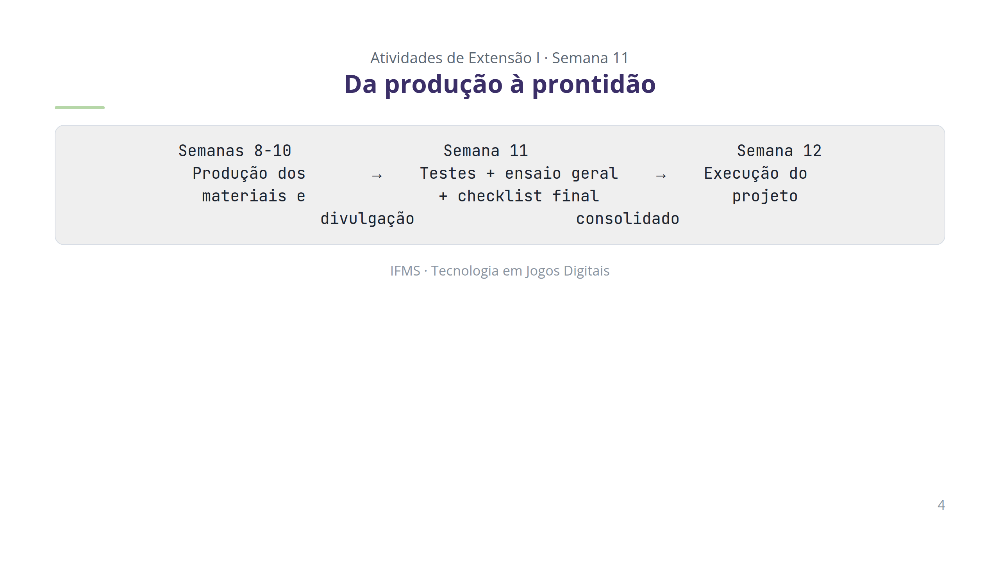 Atividades de Extensão I · Semana 11
Da produção à prontidão
Semanas 8-10 Semana 11 Semana 12
Produção dos → Testes + ensaio geral → Execução do
materiais e + checklist final projeto
divulgação consolidado
IFMS · Tecnologia em Jogos Digitais
4